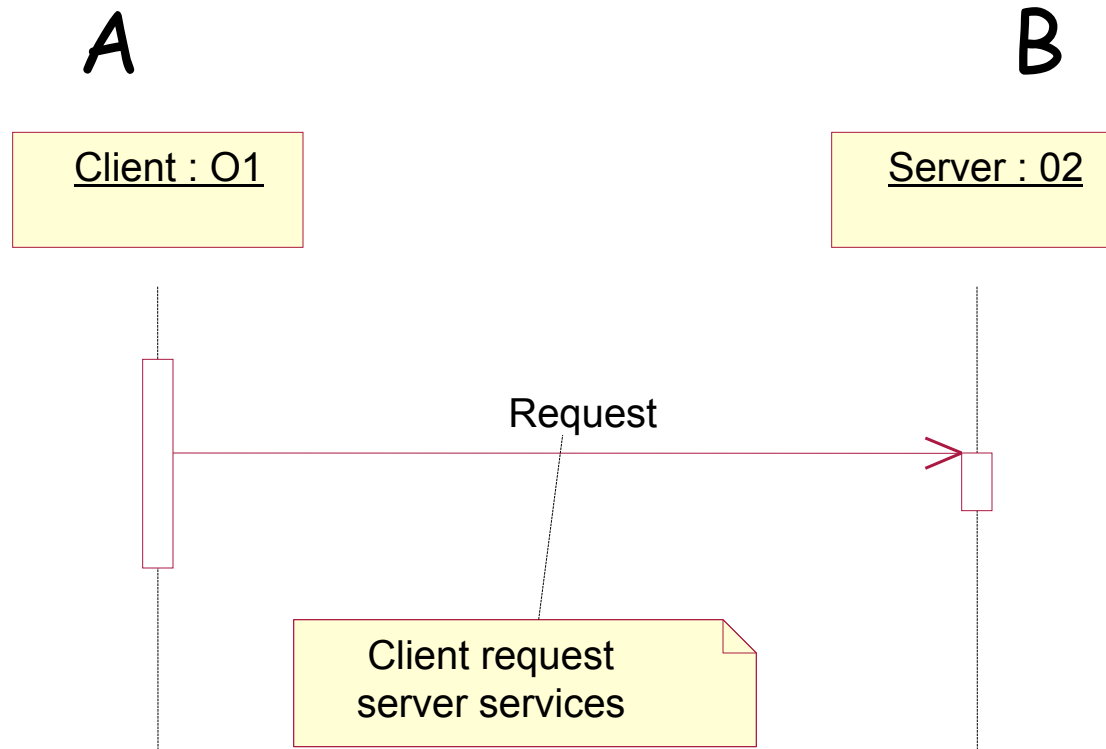 A
B
Client : O1
Server : 02
Request
Client request
server services